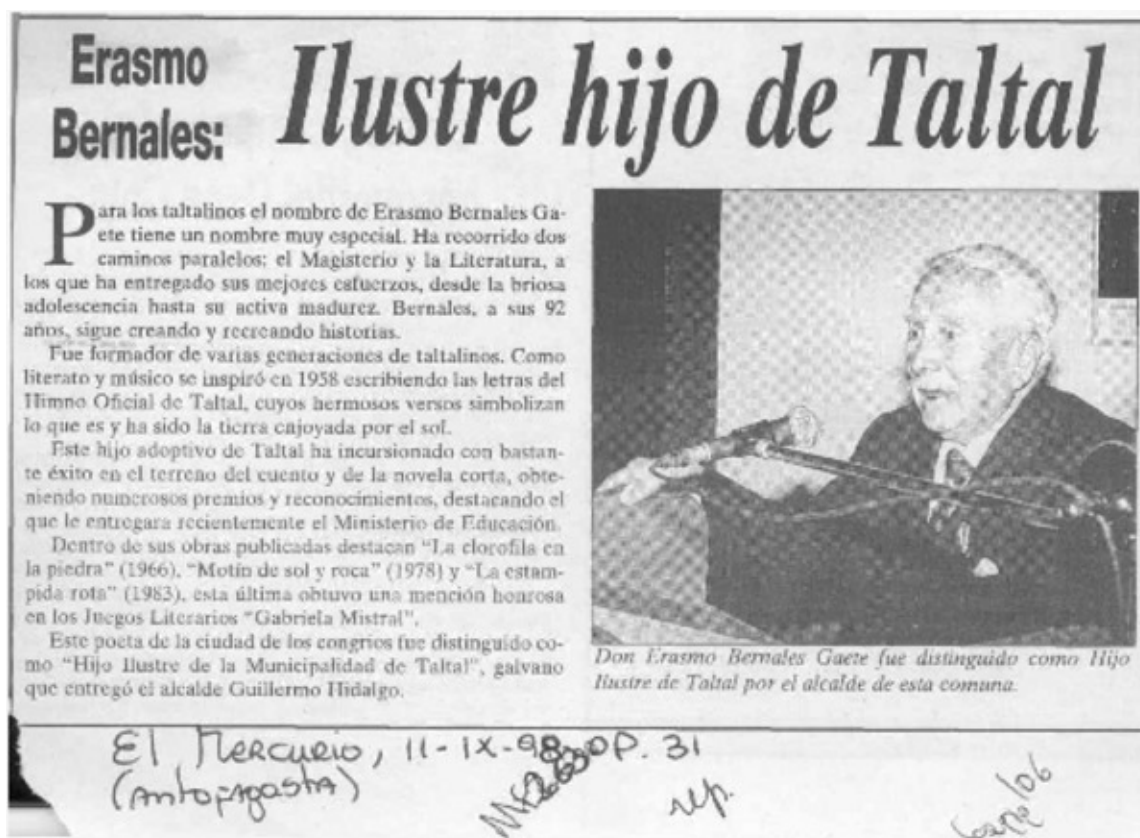 Erasmo
Bernales:
Ilustre hijo de Taltal
Para los taltalinos el nombre de Erasmo Bernales Ga-
ete tiene un nombre muy especial. Ha recorrido dos
caminos paralelos: el Magisterio y la Literatura, a
los que ha entregado sus mejores esfuerzos, desde la briosa
adolescencia hasta su activa madurez. Bernales, a sus 92
años, sigue creando y recreando historias.
Fue formador de varias generaciones de taltalinos. Como
literato y músico se inspiró en 1958 escribiendo las letras del
Himno Oficial de Taltal, cuyos hermosos versos simbolizan
lo que es y ha sido la tierra enjoyada por el sol.
Este hijo adoptivo de Taltal ha incursionado con bastan-
te éxito en el terreno del cuento y de la novela corta, obte-
niendo numerosos premios y reconocimientos, destacando el
que le entregara recientemente el Ministerio de Educación.
Dentro de sus obras publicadas destacan “La clorofila en
la piedra” (1966), “Motín de sol y roca” (1978) y “La estam-
pida rota” (1983), esta última obtuvo una mención honrosa
en los Juegos Literarios “Gabriela Mistral”.
Este poeta de la ciudad de los congrios fue distinguido co-
mo “Hijo Ilustre de la Municipalidad de Taltal”, galvano
que entregó el alcalde Guillermo Hidalgo.
Don Erasmo Bernales Gaete fue distinguido como Hijo
Ilustre de Taltal por el alcalde de esta comuna.
El Mercurio, 11-IX-98 P. 31
(Antofagasta)
rep.